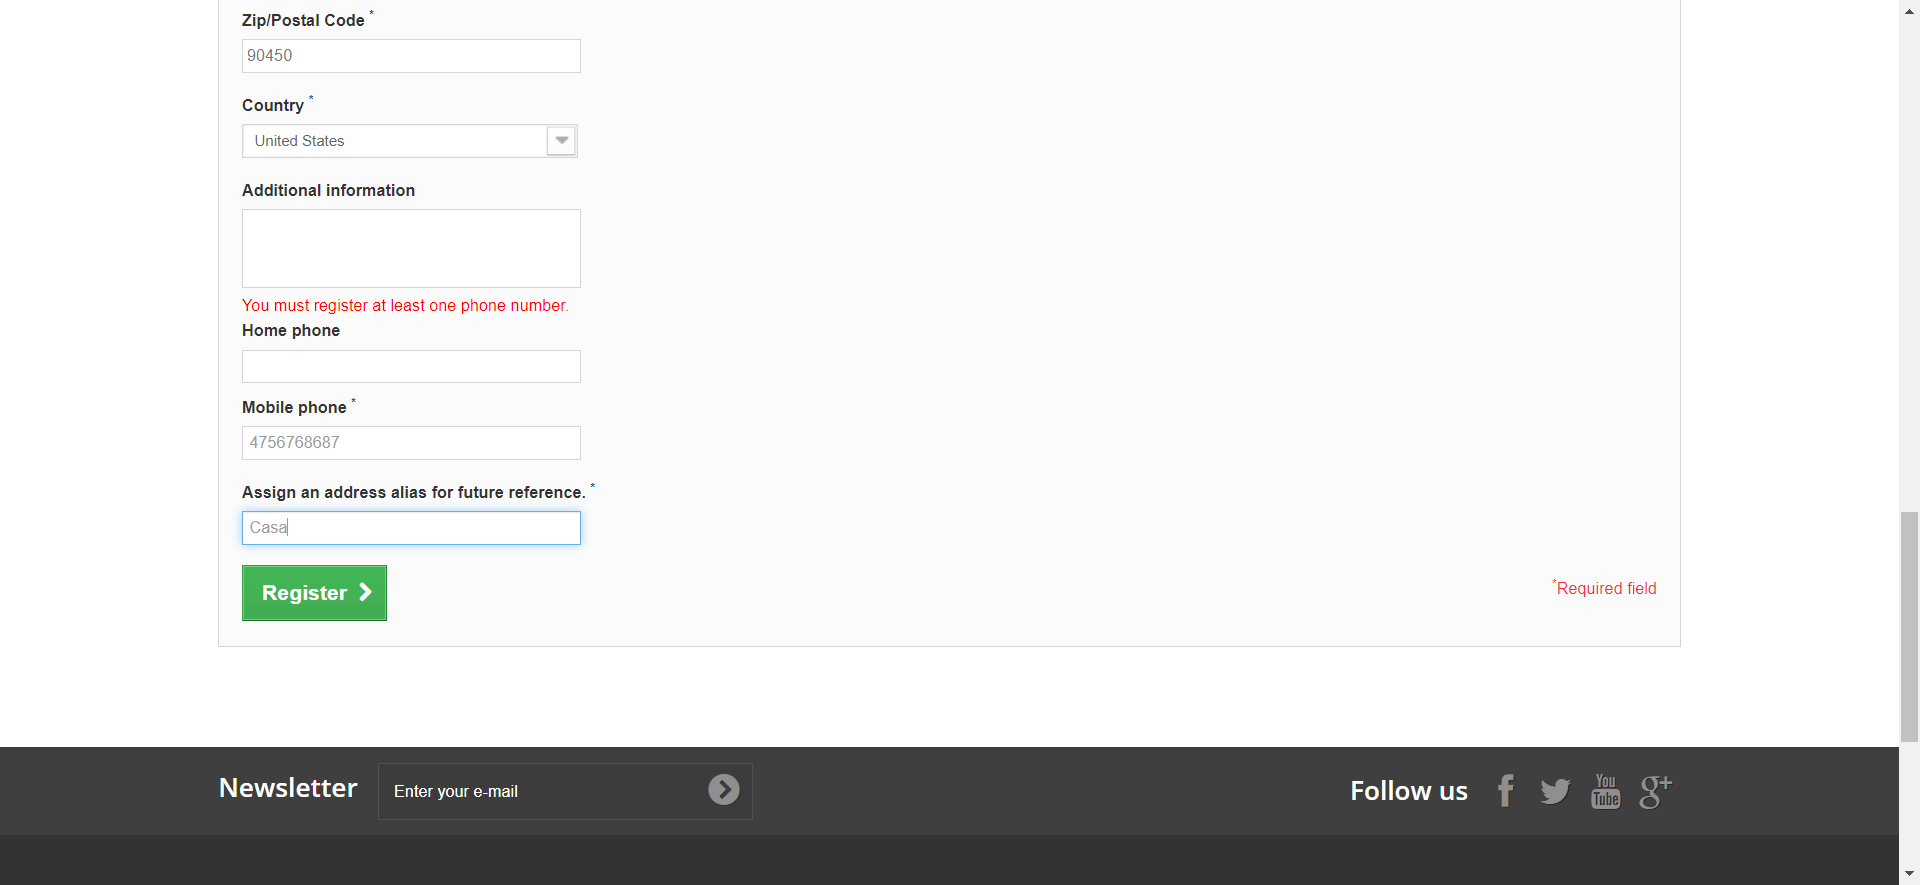 Zip/Postal Code *
90450
Country *
United States
Additional information
You must register at least one phone number.
Home phone
Mobile phone *
4756768687
Assign an address alias for future reference. *
Casa
Register
*Required field
Newsletter
Enter your e-mail
Follow us
f
You
Tube
g+